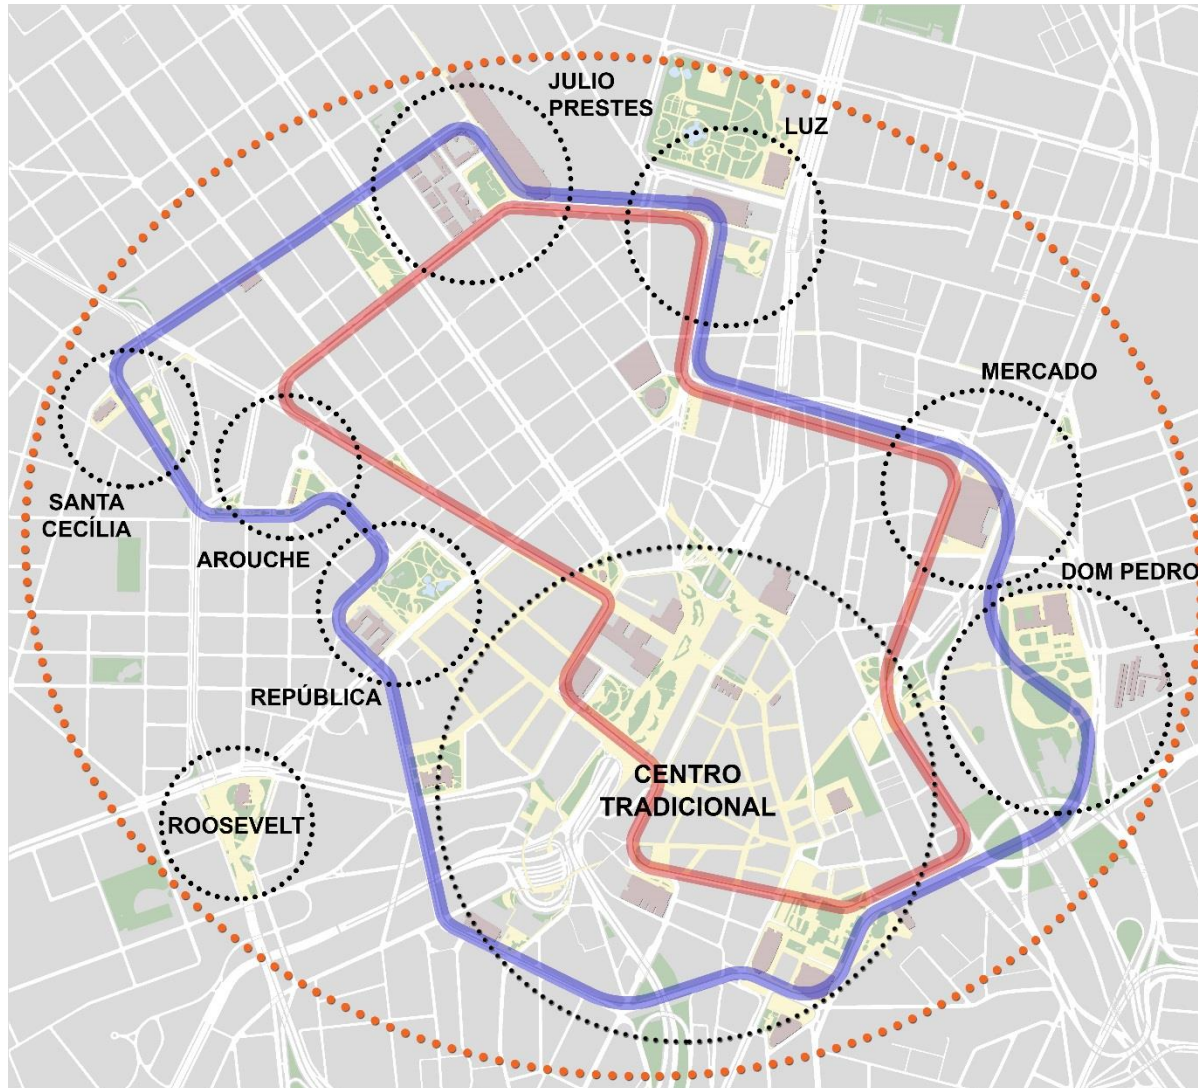 JULIO
PRESTES
LUZ
MERCADO
SANTA
CECÍLIA
AROUCHE
DOM PEDRO
REPÚBLICA
CENTRO
TRADICIONAL
ROOSEVELT